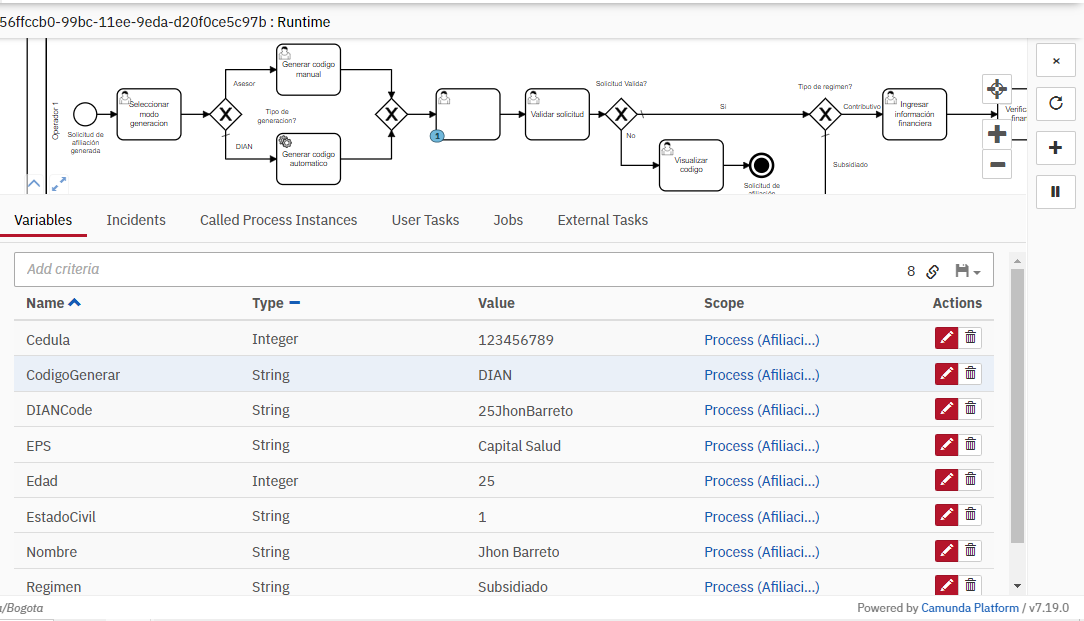 56ffccb0-99bc-11ee-9eda-d20f0ce5c97b : Runtime
Operador 1
Solicitud de
afiliación
generada
Seleccionar
modo
generacion
Asesor
Tipo de
generacion?
DIAN
Generar codigo
manual
Generar codigo
automatico
1
Validar solicitud
Solicitud Valida?
Si
No
Visualizar
codigo
Solicitud de
afiliación
Tipo de regimen?
Contributivo
Subsidiado
Ingresar
información
financiera
Verific
finan
Variables
Incidents
Called Process Instances
User Tasks
Jobs
External Tasks
Add criteria
8
Name Type Value Scope Actions
Cedula Integer 123456789 Process (Afiliaci...)
CodigoGenerar String DIAN Process (Afiliaci...)
DIANCode String 25JhonBarreto Process (Afiliaci...)
EPS String Capital Salud Process (Afiliaci...)
Edad Integer 25 Process (Afiliaci...)
EstadoCivil String 1 Process (Afiliaci...)
Nombre String Jhon Barreto Process (Afiliaci...)
Regimen String Subsidiado Process (Afiliaci...)
a/Bogota
Powered by Camunda Platform / v7.19.0